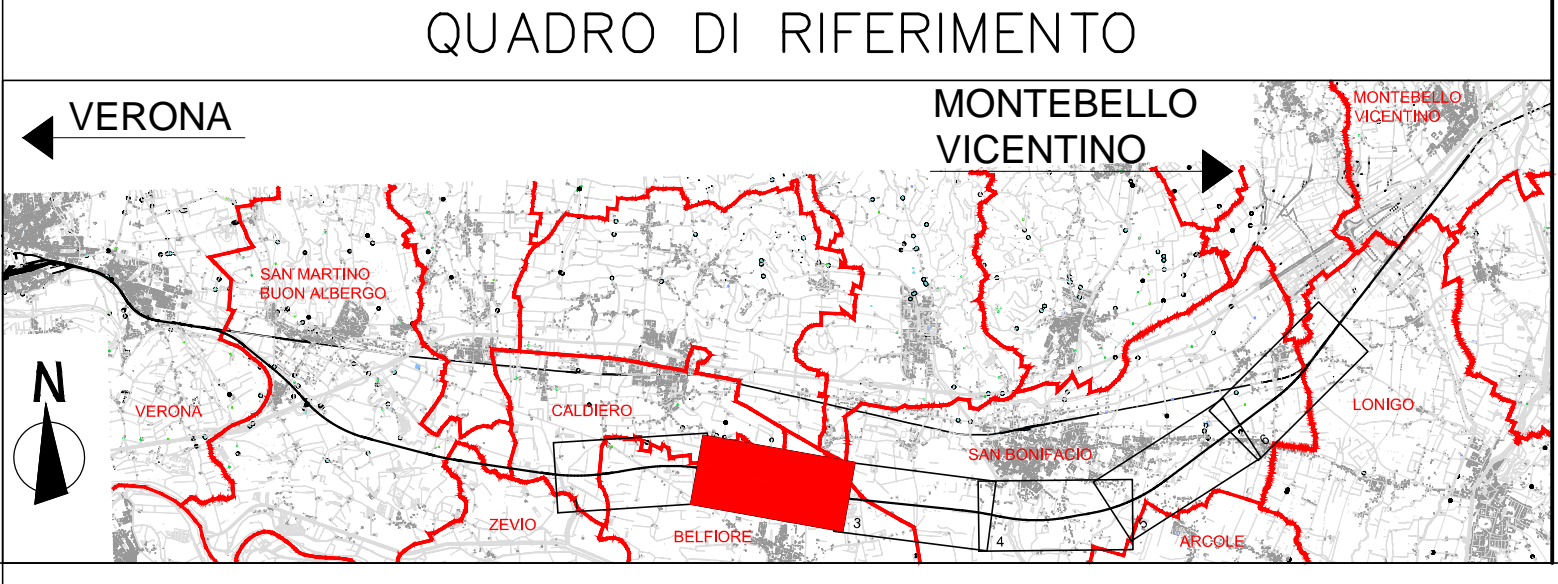 QUADRO DI RIFERIMENTO
VERONA
MONTEBELLO
VICENTINO
MONTEBELLO
VICENTINO
SAN MARTINO
BUON ALBERGO
N
VERONA
CALDIERO
LONIGO
SAN BONIFACIO
ZEVIO
BELFIORE
ARCOLE
1
3
4
5
6